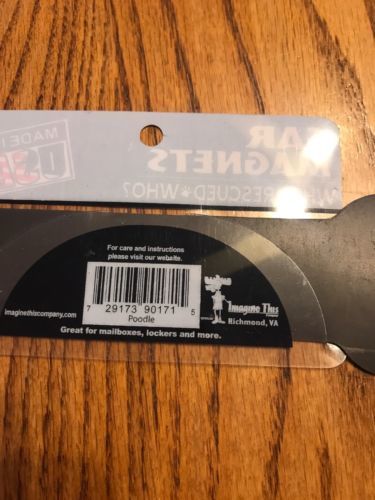 MADE IN
USA
CAR
MAGNETS
WHO RESCUED WHO?
For care and instructions
please visit our website.
7 29173 90171 5
Poodle
imaginethiscompany.com
Imagine This
Richmond, VA
Great for mailboxes, lockers and more.